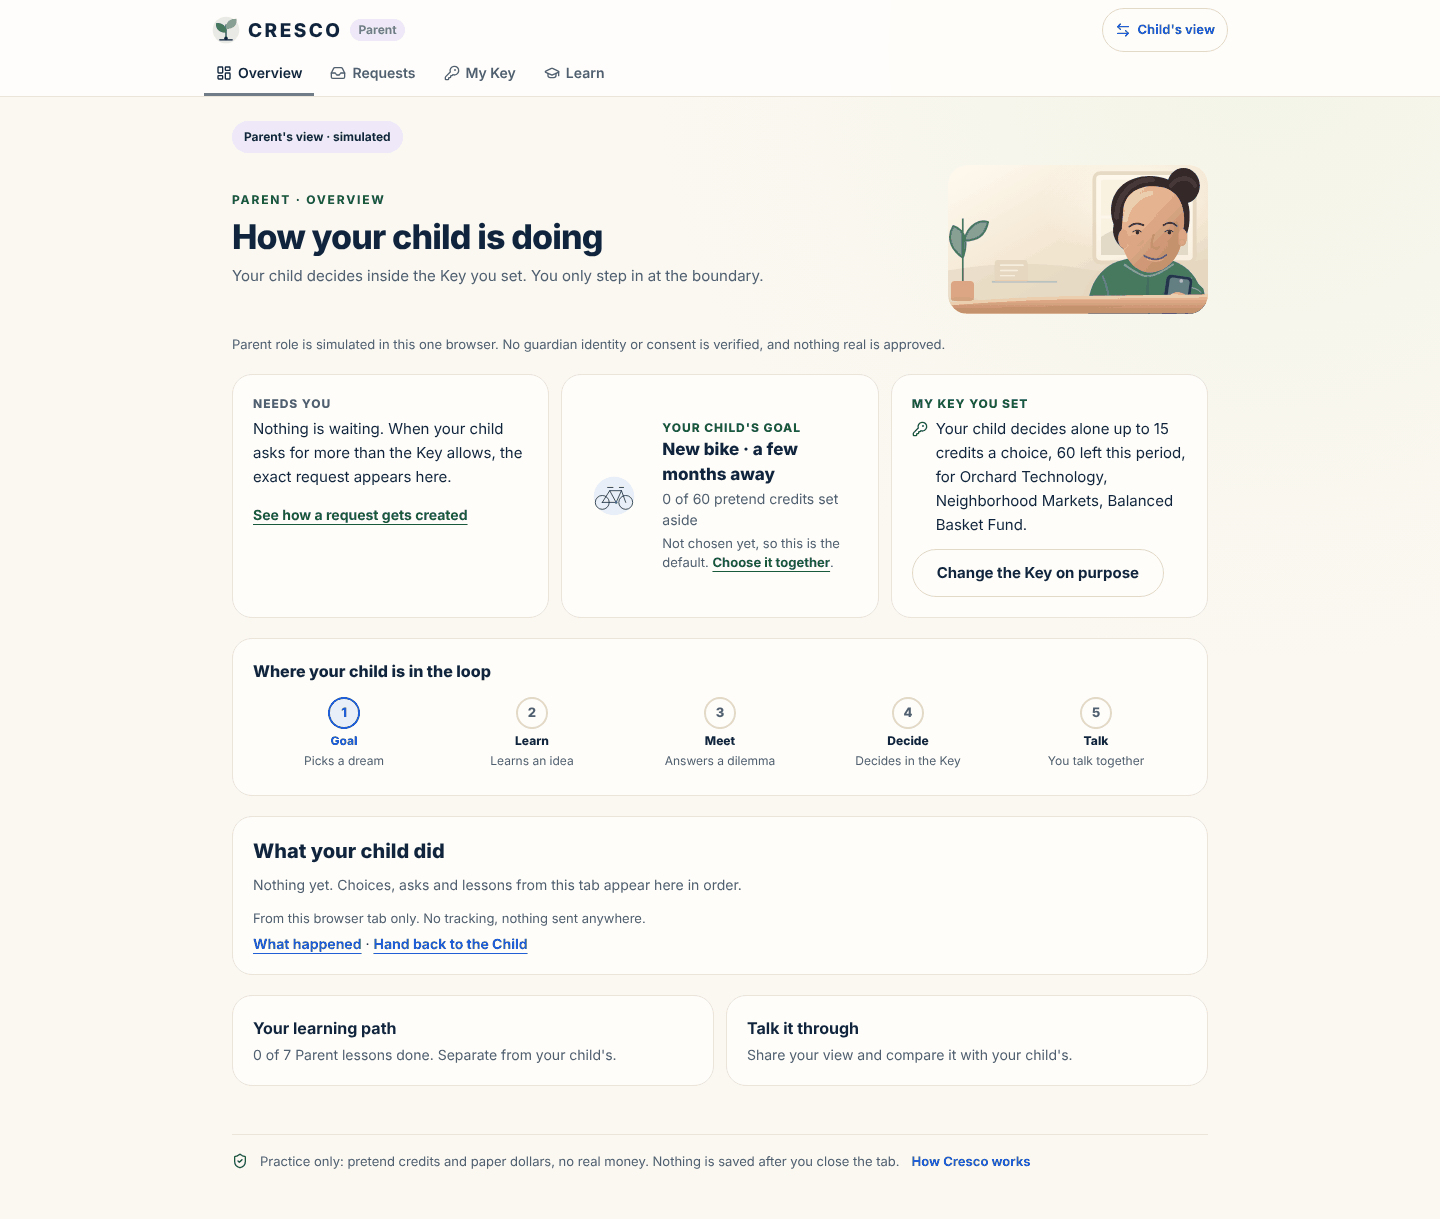 CRESCO Parent
Child's view
Overview Requests My Key Learn
Parent's view · simulated
PARENT · OVERVIEW
How your child is doing
Your child decides inside the Key you set. You only step in at the boundary.
Parent role is simulated in this one browser. No guardian identity or consent is verified, and nothing real is approved.
NEEDS YOU
Nothing is waiting. When your child
asks for more than the Key allows, the
exact request appears here.
See how a request gets created
YOUR CHILD'S GOAL
New bike · a few
months away
0 of 60 pretend credits set
aside
Not chosen yet, so this is the
default. Choose it together.
MY KEY YOU SET
Your child decides alone up to 15
credits a choice, 60 left this period,
for Orchard Technology,
Neighborhood Markets, Balanced
Basket Fund.
Change the Key on purpose
Where your child is in the loop
1 2 3 4 5
Goal Learn Meet Decide Talk
Picks a dream Learns an idea Answers a dilemma Decides in the Key You talk together
What your child did
Nothing yet. Choices, asks and lessons from this tab appear here in order.
From this browser tab only. No tracking, nothing sent anywhere.
What happened · Hand back to the Child
Your learning path
0 of 7 Parent lessons done. Separate from your child's.
Talk it through
Share your view and compare it with your child's.
Practice only: pretend credits and paper dollars, no real money. Nothing is saved after you close the tab. How Cresco works